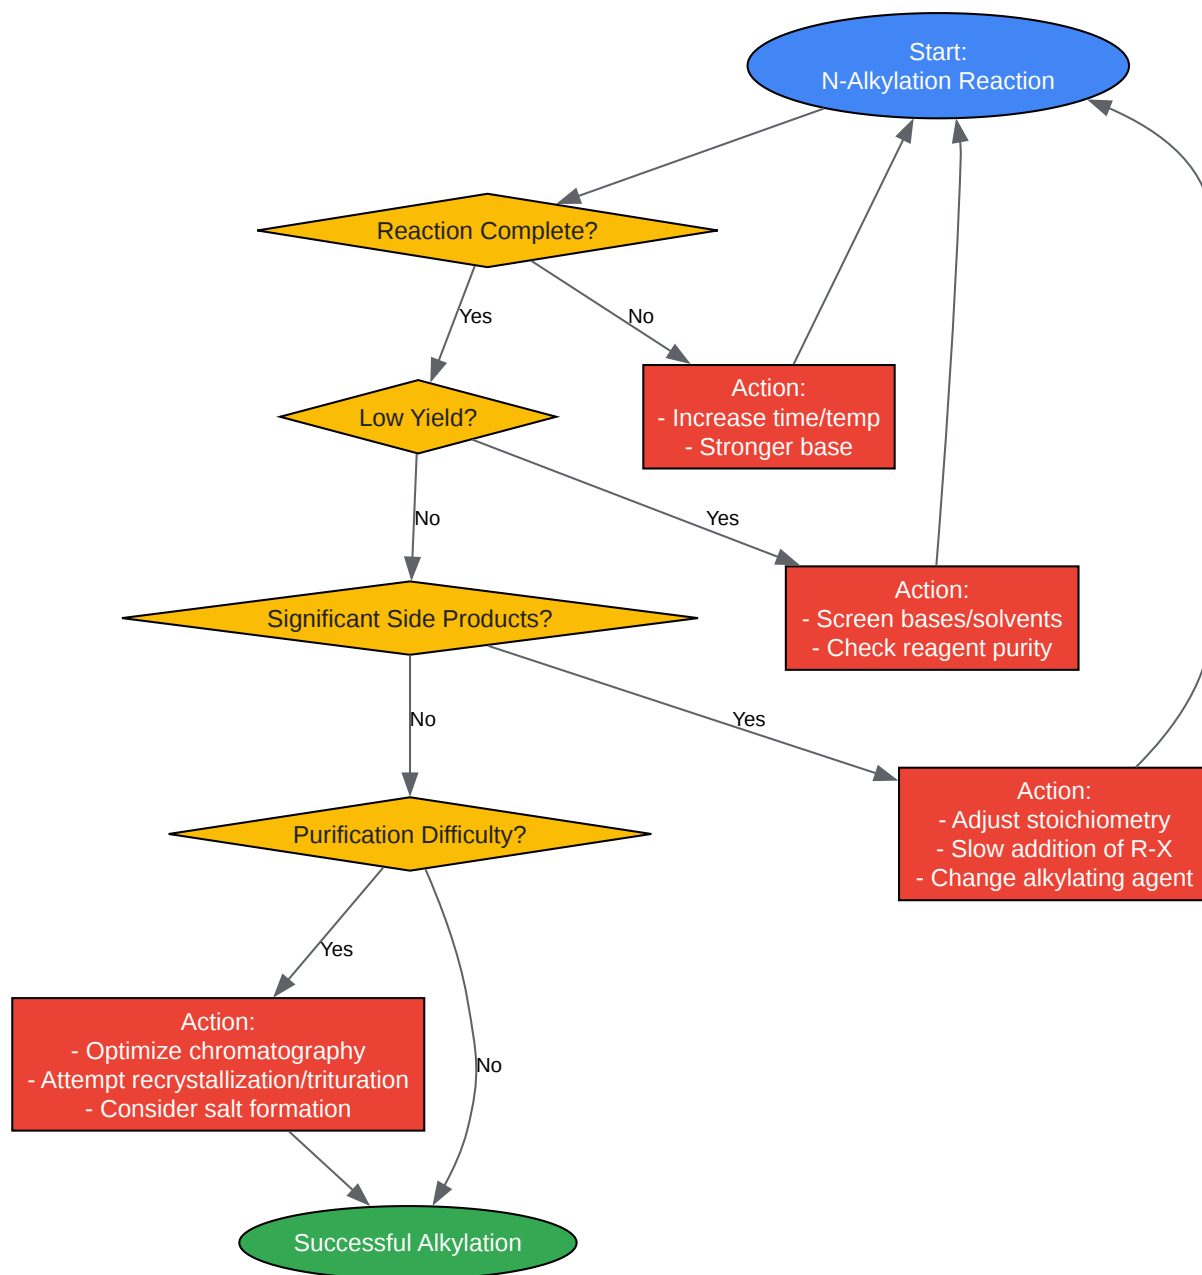 Start:
N-Alkylation Reaction
Reaction Complete?
Yes
No
Action:
- Increase time/temp
- Stronger base
Low Yield?
No
Yes
Action:
- Screen bases/solvents
- Check reagent purity
Significant Side Products?
No
Yes
Action:
- Adjust stoichiometry
- Slow addition of R-X
- Change alkylating agent
Purification Difficulty?
Yes
No
Action:
- Optimize chromatography
- Attempt recrystallization/trituration
- Consider salt formation
Successful Alkylation